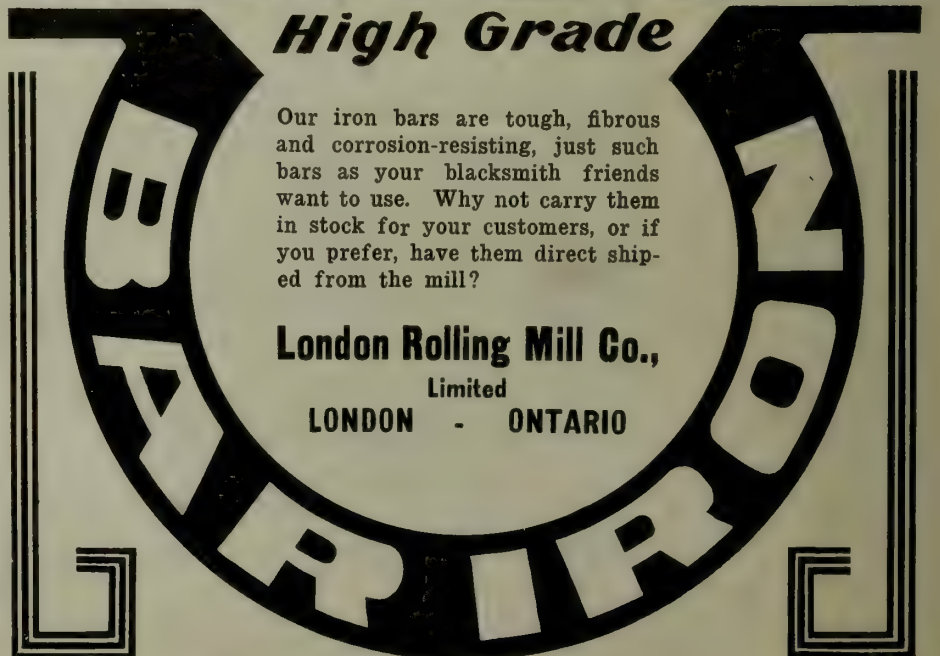 High Grade
BAR IRON
Our iron bars are tough, fibrous
and corrosion-resisting, just such
bars as your blacksmith friends
want to use. Why not carry them
in stock for your customers, or if
you prefer, have them direct ship-
ed from the mill?
London Rolling Mill Co.,
Limited
LONDON - ONTARIO